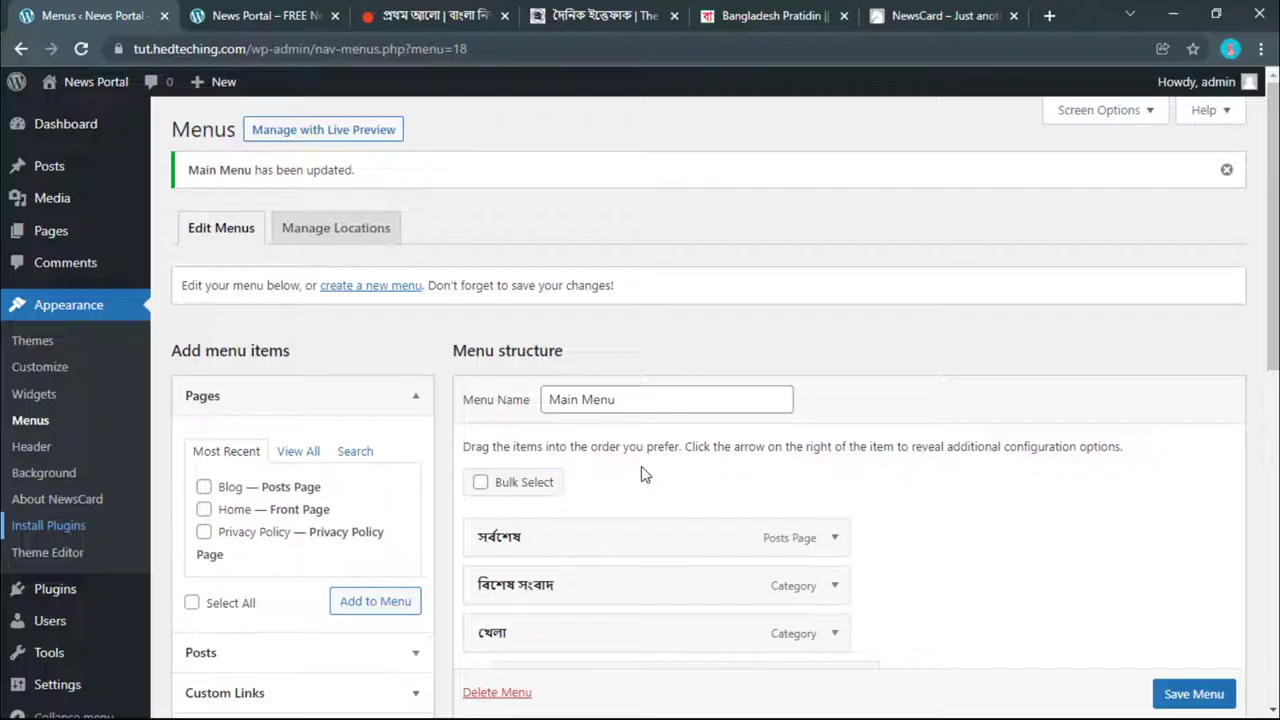 Menus ‹ News Portal
News Portal – FREE N
প্রথম আলো | বাংলা নি
দৈনিক ইত্তেফাক | The
Bangladesh Pratidin ||
NewsCard – Just anot
tut.hedteching.com/wp-admin/nav-menus.php?menu=18
News Portal
0
New
Howdy, admin
Dashboard
Posts
Media
Pages
Comments
Appearance
Themes
Customize
Widgets
Menus
Header
Background
About NewsCard
Install Plugins
Theme Editor
Plugins
Users
Tools
Settings
Collapse menu
Screen Options
Help
Menus
Manage with Live Preview
Main Menu has been updated.
Edit Menus
Manage Locations
Edit your menu below, or create a new menu. Don't forget to save your changes!
Add menu items
Pages
Most Recent
View All
Search
Blog — Posts Page
Home — Front Page
Privacy Policy — Privacy Policy
Page
Select All
Add to Menu
Posts
Custom Links
Menu structure
Menu Name
Main Menu
Drag the items into the order you prefer. Click the arrow on the right of the item to reveal additional configuration options.
Bulk Select
সর্বশেষ
Posts Page
বিশেষ সংবাদ
Category
খেলা
Category
Delete Menu
Save Menu